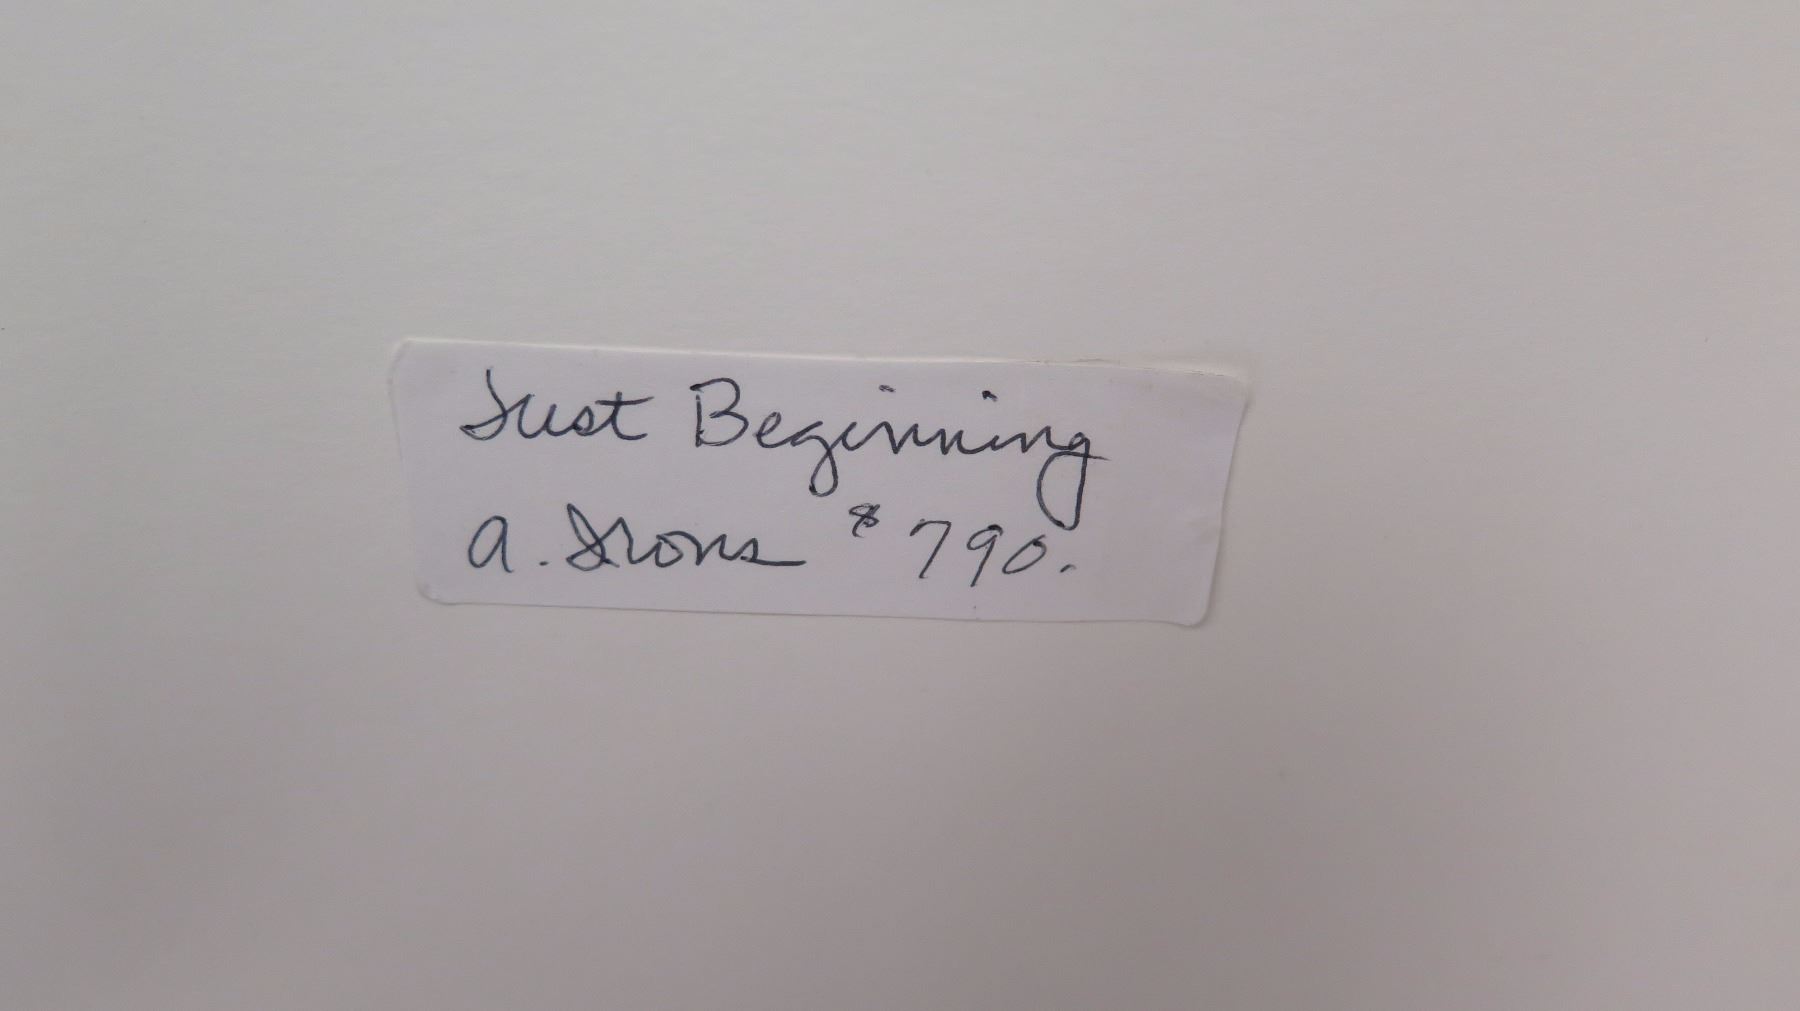 Just Beginning
A. Irons $790.